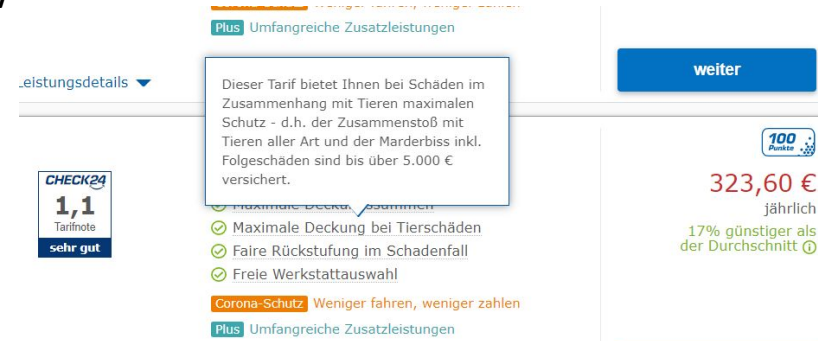 Plus Umfangreiche Zusatzleistungen
weiter
Leistungsdetails
Dieser Tarif bietet Ihnen bei Schäden im
Zusammenhang mit Tieren maximalen
Schutz - d.h. der Zusammenstoß mit
Tieren aller Art und der Marderbiss inkl.
Folgeschäden sind bis über 5.000 €
versichert.
100
Punkte
CHECK24
1,1
Tarifnote
sehr gut
323,60 €
jährlich
17% günstiger als
der Durchschnitt
Maximale Deckung bei Tierschäden
Faire Rückstufung im Schadenfall
Freie Werkstattauswahl
Corona-Schutz Weniger fahren, weniger zahlen
Plus Umfangreiche Zusatzleistungen